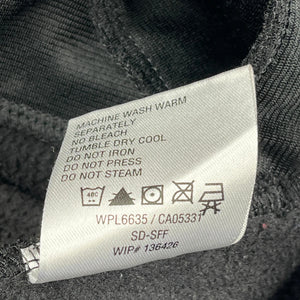 MACHINE WASH WARM
SEPARATELY
NO BLEACH
TUMBLE DRY COOL
DO NOT IRON
DO NOT PRESS
DO NOT STEAM
WPL6635 / CA05331
SD-SFF
WIP# 136426